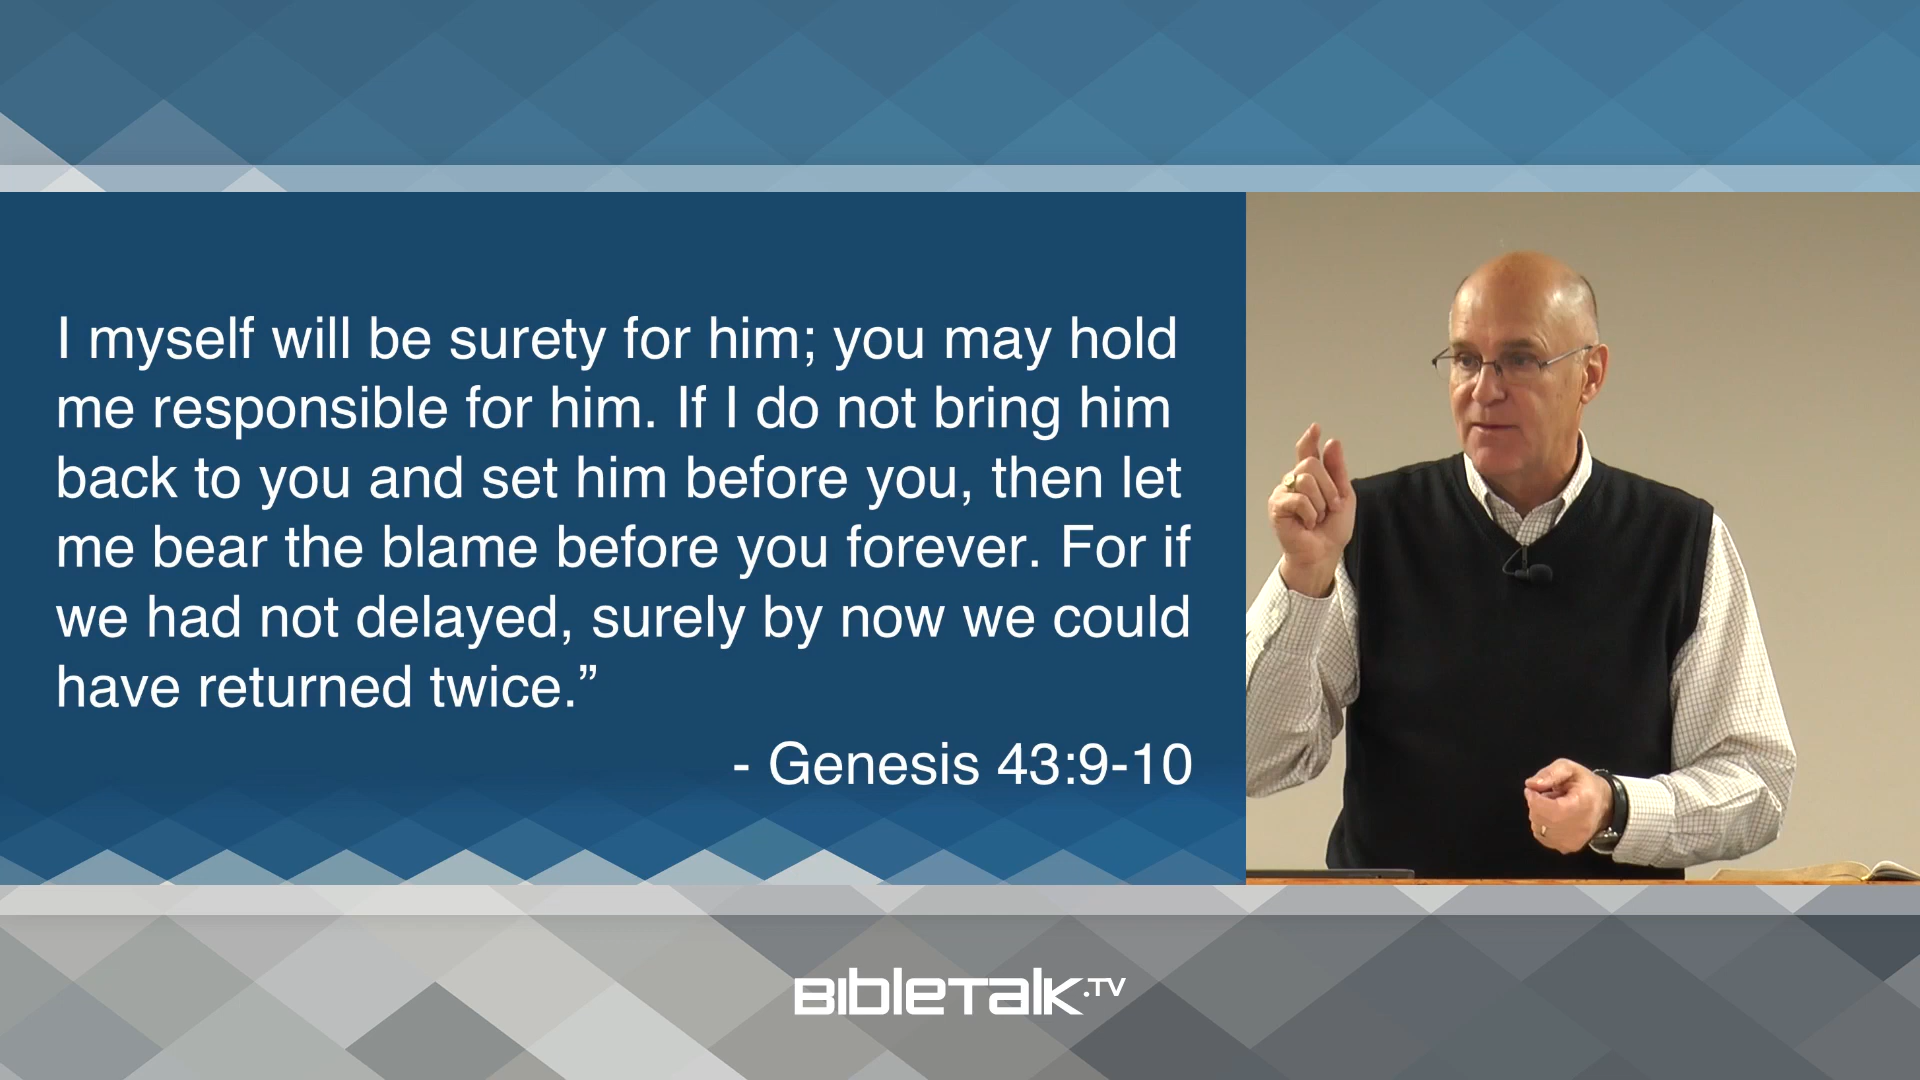 I myself will be surety for him; you may hold
me responsible for him. If I do not bring him
back to you and set him before you, then let
me bear the blame before you forever. For if
we had not delayed, surely by now we could
have returned twice.”
- Genesis 43:9-10
BIBLETALK.TV